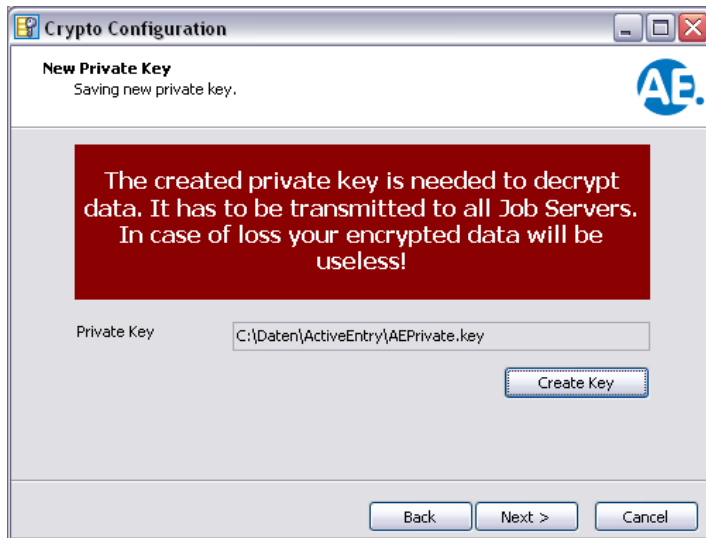 Crypto Configuration
New Private Key
Saving new private key.
AE.
The created private key is needed to decrypt
data. It has to be transmitted to all Job Servers.
In case of loss your encrypted data will be
useless!
Private Key
C:\Daten\ActiveEntry\AEPrivate.key
Create Key
Back
Next >
Cancel